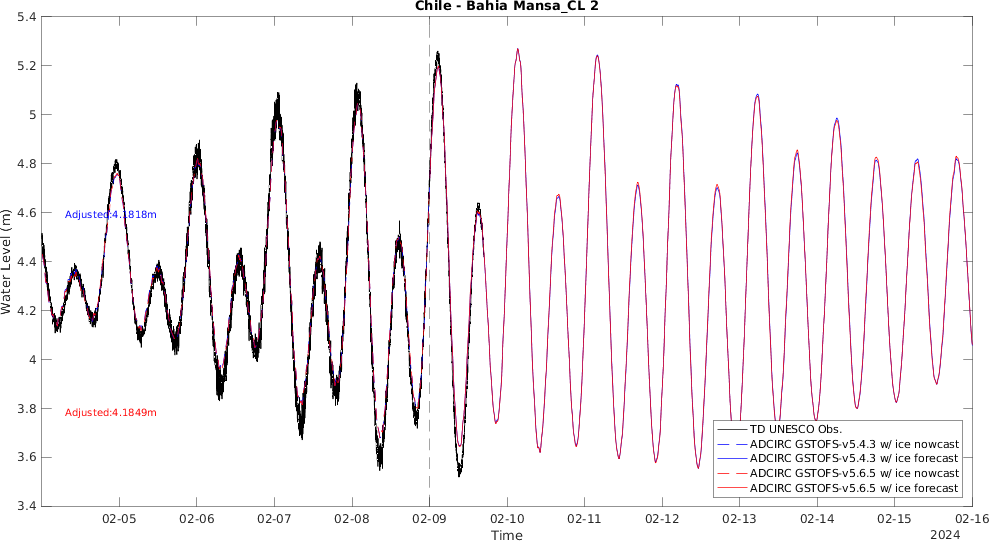 Chile - Bahia Mansa_CL 2
5.4
5.2
5
4.8
4.6
4.4
4.2
4
3.8
3.6
3.4
Water Level (m)
Adjusted:4.1818m
Adjusted:4.1849m
TD UNESCO Obs.
ADCIRC GSTOFS-v5.4.3 w/ ice nowcast
ADCIRC GSTOFS-v5.4.3 w/ ice forecast
ADCIRC GSTOFS-v5.6.5 w/ ice nowcast
ADCIRC GSTOFS-v5.6.5 w/ ice forecast
02-05 02-06 02-07 02-08 02-09 02-10 02-11 02-12 02-13 02-14 02-15 02-16
Time
2024